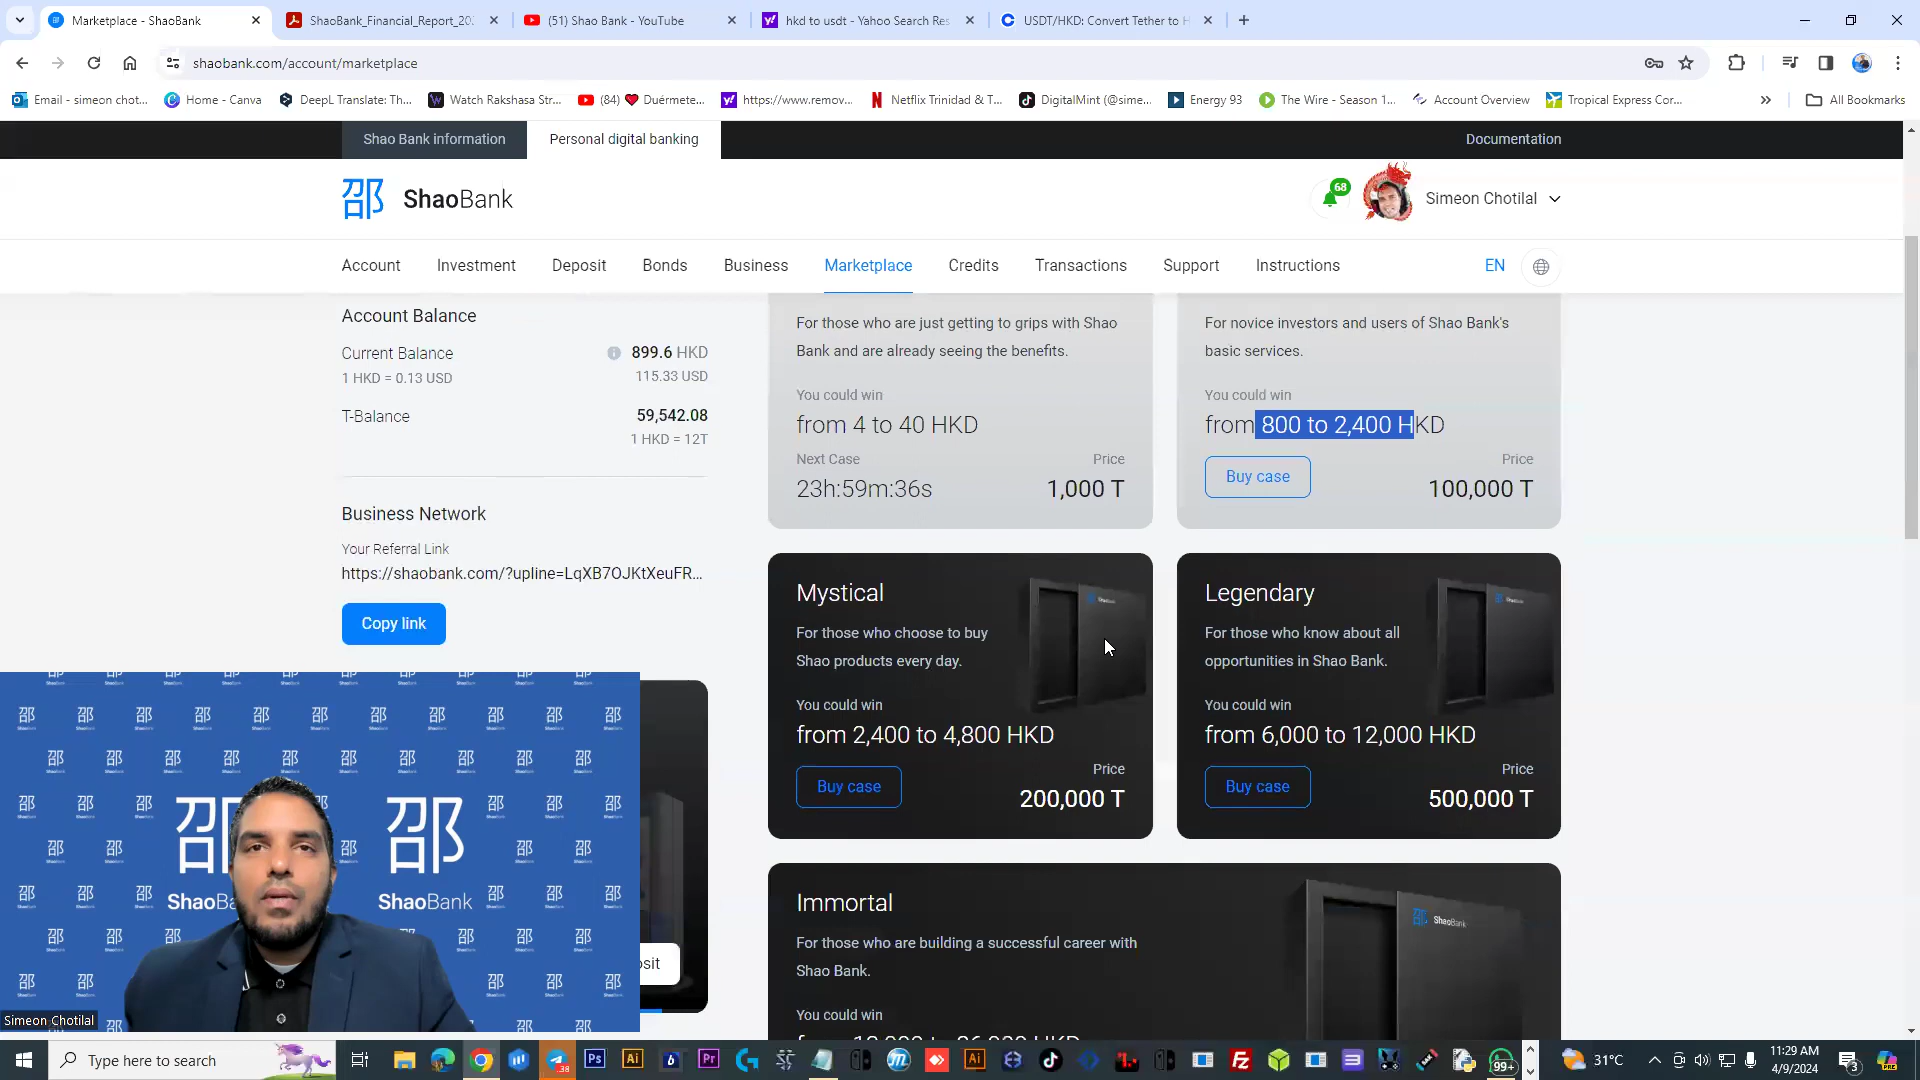 Marketplace - ShaoBank
ShaoBank_Financial_Report_202
(51) Shao Bank - YouTube
hkd to usdt - Yahoo Search Res
USDT/HKD: Convert Tether to H
shaobank.com/account/marketplace
Email - simeon chot...
Home - Canva
DeepL Translate: Th...
Watch Rakshasa Str...
(84) ❤ Duérmete...
https://www.remov...
Netflix Trinidad & T...
DigitalMint (@sime...
Energy 93
The Wire - Season 1...
Account Overview
Tropical Express Cor...
All Bookmarks
Shao Bank information
Personal digital banking
Documentation
邵 ShaoBank
68
Simeon Chotilal
Account
Investment
Deposit
Bonds
Business
Marketplace
Credits
Transactions
Support
Instructions
EN
Account Balance
Current Balance
899.6 HKD
1 HKD = 0.13 USD
115.33 USD
T-Balance
59,542.08
1 HKD = 12T
Business Network
Your Referral Link
https://shaobank.com/?upline=LqXB7OJKtXeuFR...
Copy link
For those who are just getting to grips with Shao
Bank and are already seeing the benefits.
You could win
from 4 to 40 HKD
Next Case
Price
23h:59m:36s
1,000 T
For novice investors and users of Shao Bank's
basic services.
You could win
from 800 to 2,400 HKD
Price
Buy case
100,000 T
Mystical
For those who choose to buy
Shao products every day.
You could win
from 2,400 to 4,800 HKD
Price
Buy case
200,000 T
Legendary
For those who know about all
opportunities in Shao Bank.
You could win
from 6,000 to 12,000 HKD
Price
Buy case
500,000 T
Immortal
For those who are building a successful career with
Shao Bank.
You could win
ShaoBank
邵
ShaoBa
邵
ShaoBank
osit
Simeon Chotilal
Type here to search
.38
99+
31°C
11:29 AM
4/9/2024
3